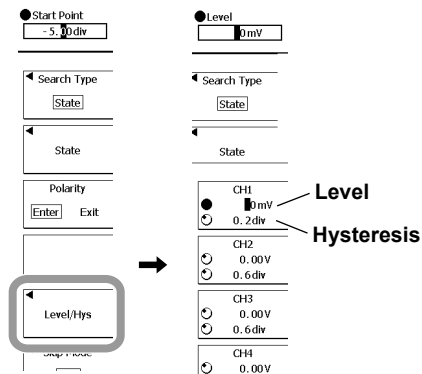 Start Point
- 5.00div
Search Type
State
State
Polarity
Enter Exit
Level/Hys
Skip Mode
Level
0mV
Search Type
State
State
CH1
0mV
0.2div
CH2
0.00V
0.6div
CH3
0.00V
0.6div
CH4
0.00V
Level
Hysteresis